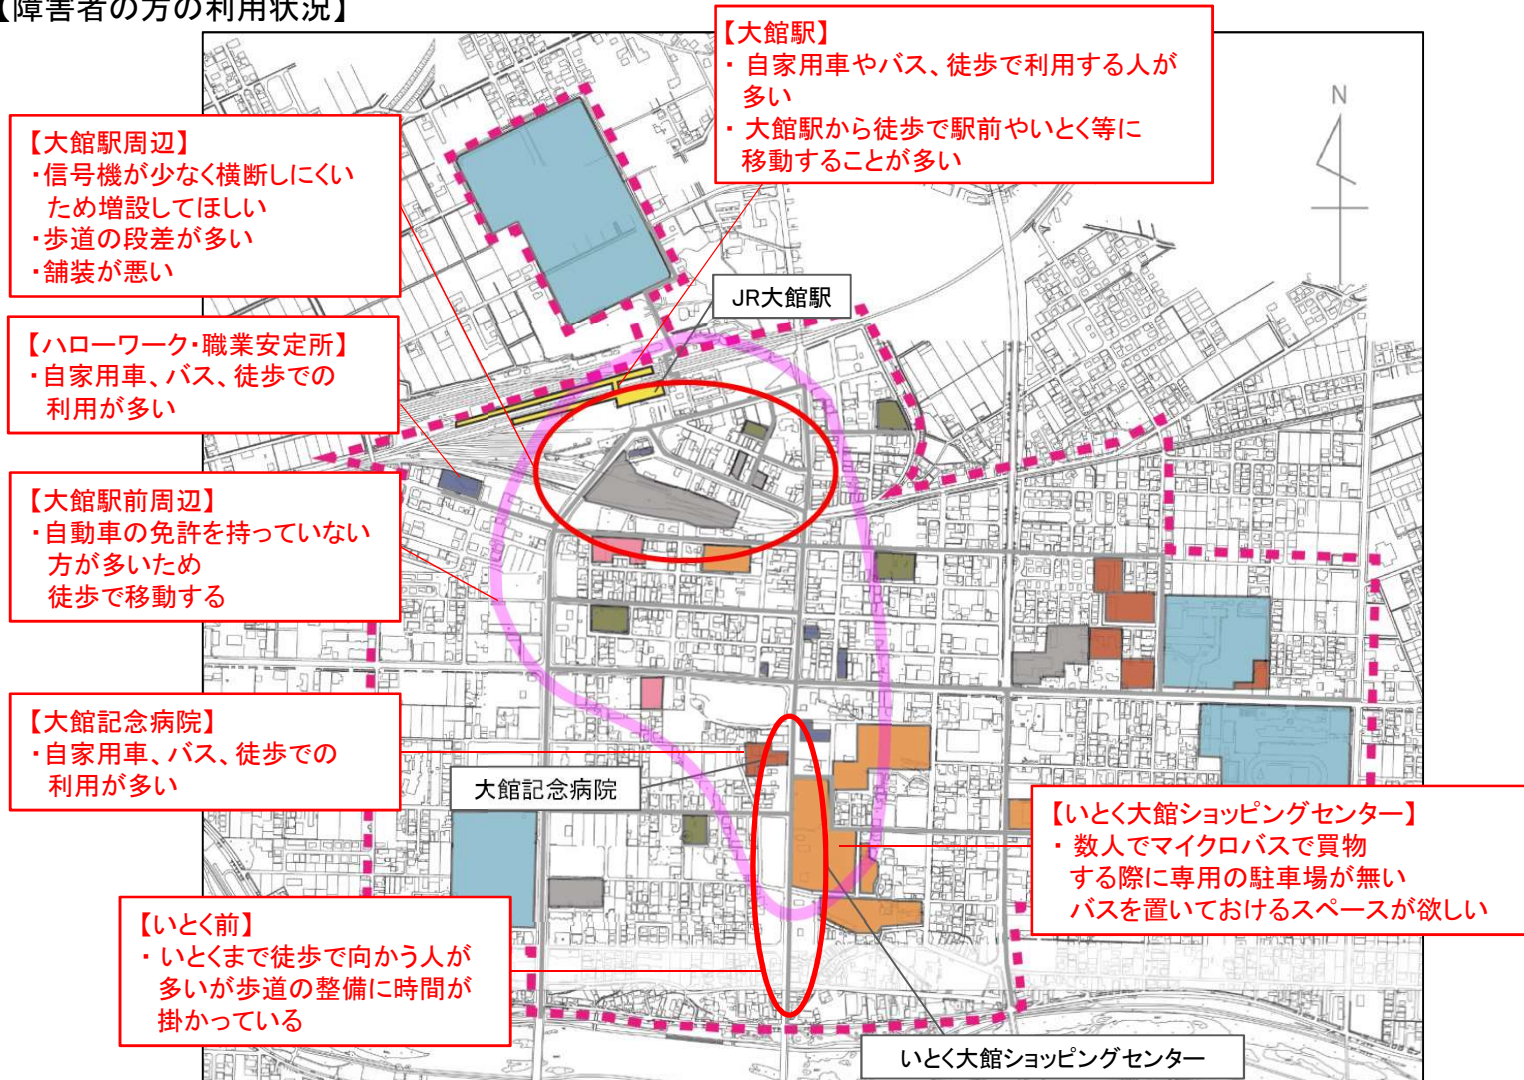 【障害者の方の利用状況】
【大館駅】
・ 自家用車やバス、徒歩で利用する人が
多い
・ 大館駅から徒歩で駅前やいとく等に
移動することが多い
N
【大館駅周辺】
・信号機が少なく横断しにくい
ため増設してほしい
・歩道の段差が多い
・舗装が悪い
JR大館駅
【ハローワーク・職業安定所】
・自家用車、バス、徒歩での
利用が多い
【大館駅前周辺】
・自動車の免許を持っていない
方が多いため
徒歩で移動する
【大館記念病院】
・自家用車、バス、徒歩での
利用が多い
大館記念病院
【いとく大館ショッピングセンター】
・ 数人でマイクロバスで買物
する際に専用の駐車場が無い
バスを置いておけるスペースが欲しい
【いとく前】
・ いとくまで徒歩で向かう人が
多いが歩道の整備に時間が
掛かっている
いとく大館ショッピングセンター